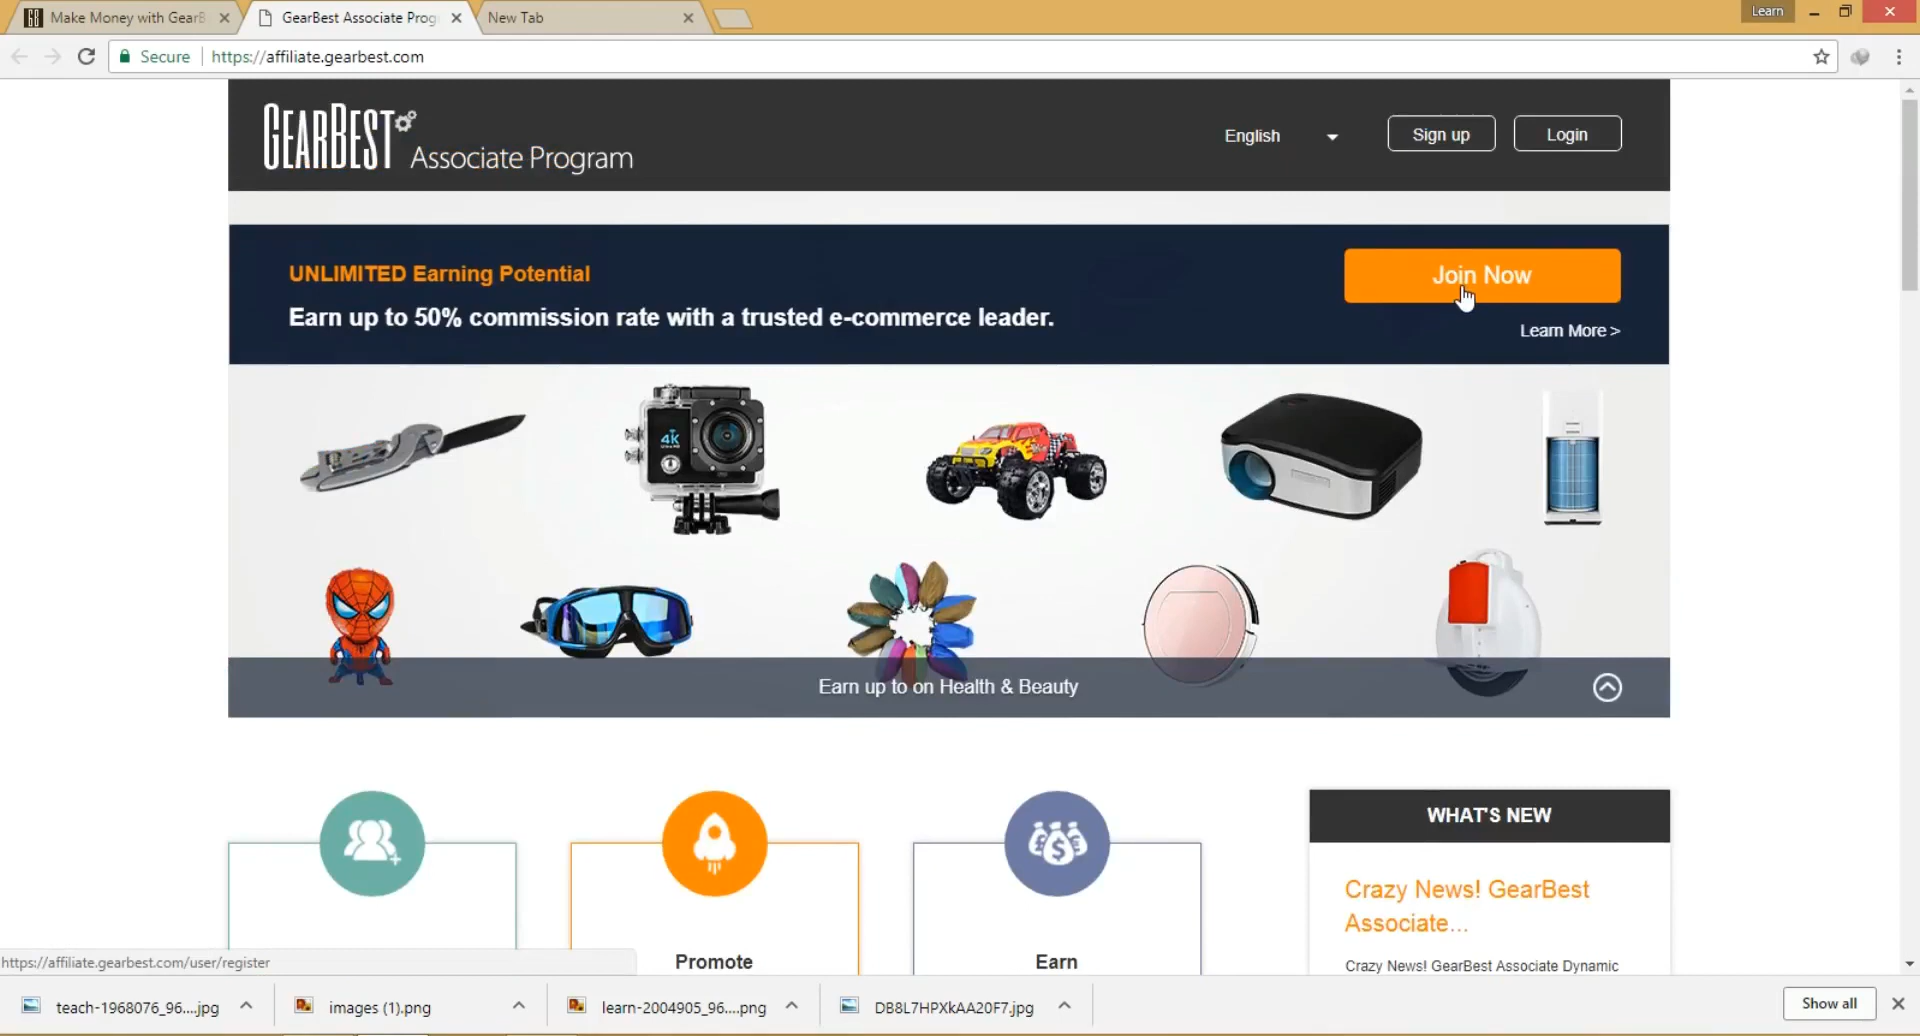 Make Money with GearB
GearBest Associate Prog
New Tab
Learn
Secure
https://affiliate.gearbest.com
GEARBEST
Associate Program
English
Sign up
Login
UNLIMITED Earning Potential
Earn up to 50% commission rate with a trusted e-commerce leader.
Join Now
Learn More >
4K
Earn up to on Health & Beauty
WHAT'S NEW
Crazy News! GearBest
Associate...
Crazy News! GearBest Associate Dynamic
Promote
Earn
https://affiliate.gearbest.com/user/register
teach-1968076_96....jpg
images (1).png
learn-2004905_96....png
DB8L7HPXkAA20F7.jpg
Show all